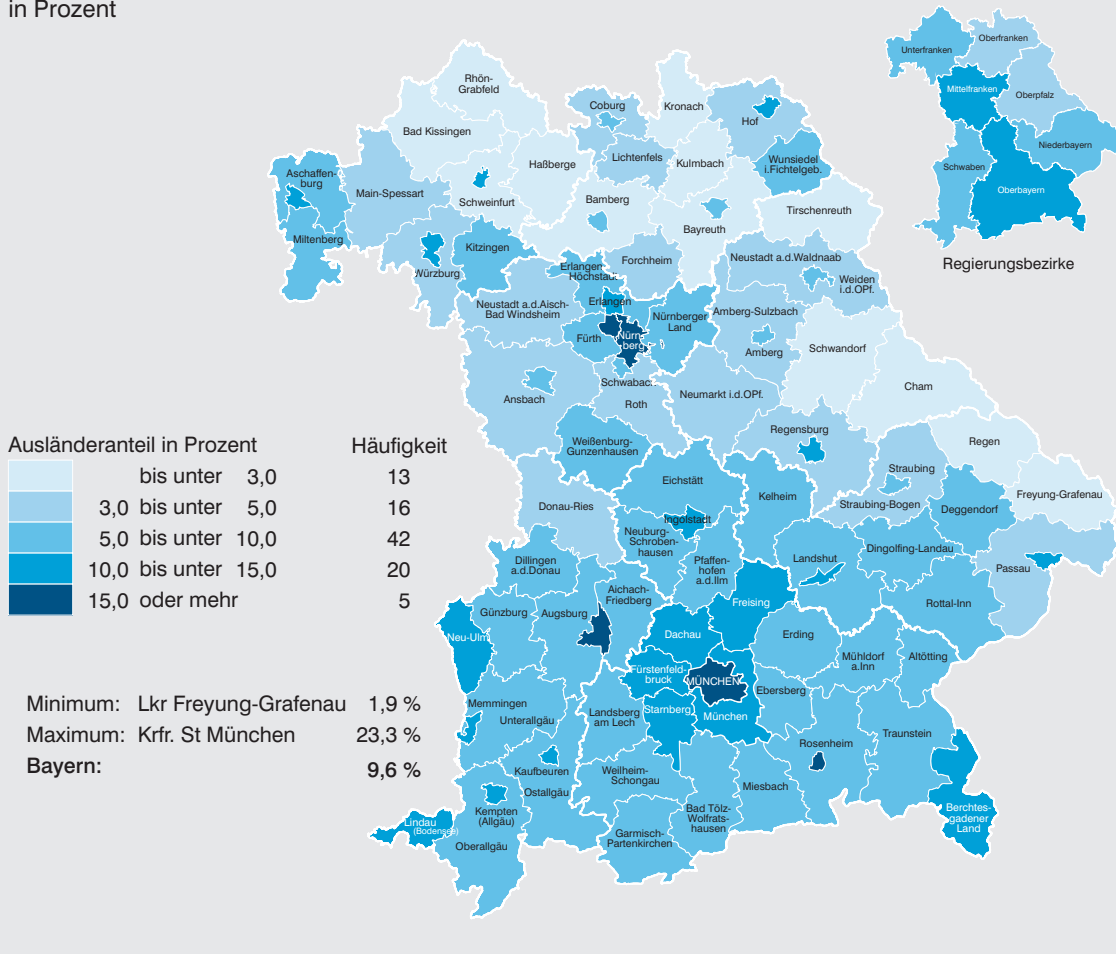 in Prozent
Unterfranken
Oberfranken
Mittelfranken
Oberpfalz
Niederbayern
Schwaben
Oberbayern
Regierungsbezirke
Rhön-
Grabfeld
Bad Kissingen
Coburg
Kronach
Hof
Lichtenfels
Kulmbach
Wunsiedel
i.Fichtelgeb.
Haßberge
Aschaffen-
burg
Main-Spessart
Schweinfurt
Bamberg
Bayreuth
Tirschenreuth
Miltenberg
Würzburg
Kitzingen
Erlangen-
Höchstadt
Forchheim
Neustadt a.d.Waldnaab
Weiden
i.d.OPf.
Neustadt a.d.Aisch-
Bad Windsheim
Erlangen
Fürth
Nürn-
berg
Nürnberger
Land
Amberg-Sulzbach
Amberg
Schwandorf
Cham
Ansbach
Schwabach
Roth
Neumarkt i.d.OPf.
Regensburg
Weißenburg-
Gunzenhausen
Regen
Straubing
Straubing-Bogen
Freyung-Grafenau
Eichstätt
Kelheim
Deggendorf
Donau-Ries
Ingolstadt
Neuburg-
Schroben-
hausen
Pfaffen-
hofen
a.d.Ilm
Landshut
Dingolfing-Landau
Passau
Rottal-Inn
Dillingen
a.d.Donau
Aichach-
Friedberg
Günzburg
Augsburg
Freising
Neu-Ulm
Dachau
Erding
Mühldorf
a.Inn
Altötting
Fürstenfeld-
bruck
MÜNCHEN
Ebersberg
Memmingen
Unterallgäu
Landsberg
am Lech
Starnberg
München
Rosenheim
Traunstein
Kaufbeuren
Ostallgäu
Weilheim-
Schongau
Miesbach
Bad Tölz-
Wolfrats-
hausen
Berchtes-
gadener
Land
Lindau
(Bodensee)
Kempten
(Allgäu)
Oberallgäu
Garmisch-
Partenkirchen
Ausländeranteil in Prozent Häufigkeit
bis unter 3,0 13
3,0 bis unter 5,0 16
5,0 bis unter 10,0 42
10,0 bis unter 15,0 20
15,0 oder mehr 5
Minimum: Lkr Freyung-Grafenau 1,9 %
Maximum: Krfr. St München 23,3 %
Bayern: 9,6 %